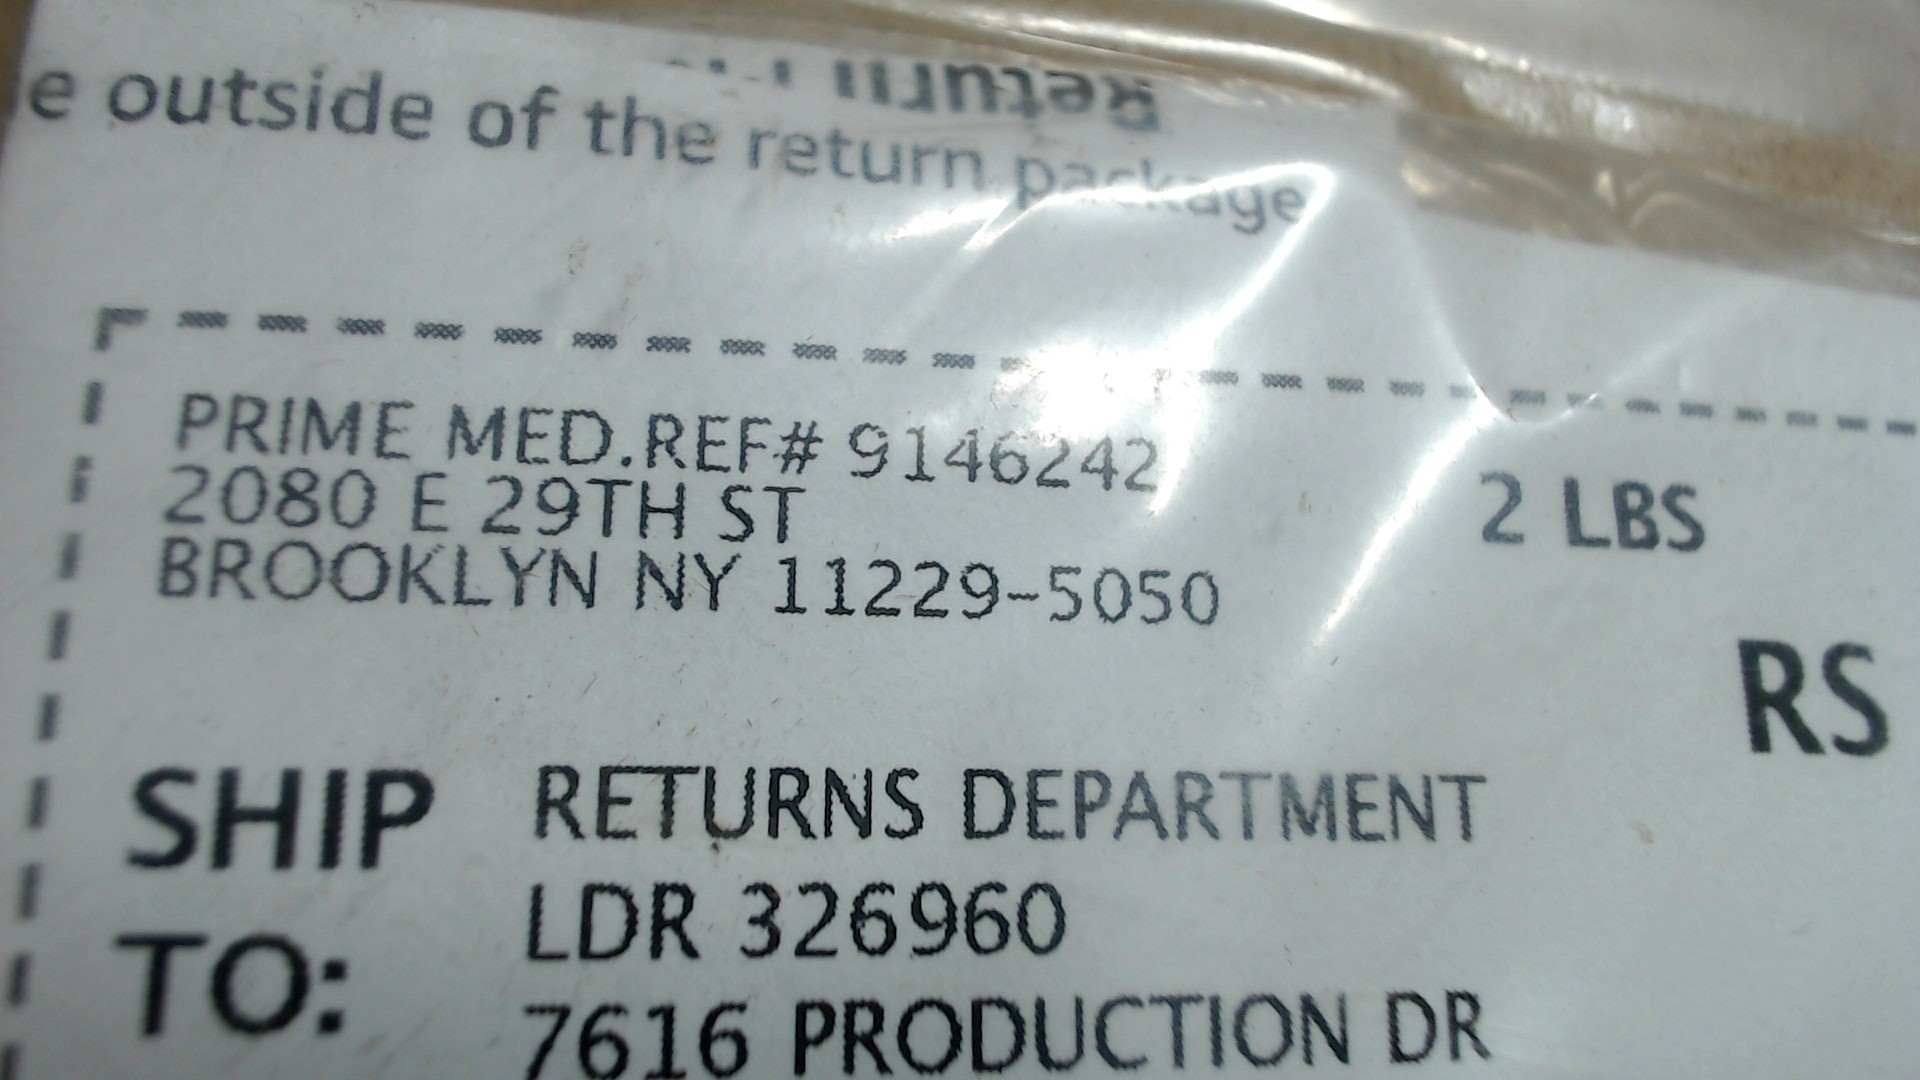 Return
e outside of the return package
PRIME MED.REF# 9146242
2 LBS
2080 E 29TH ST
BROOKLYN NY 11229-5050
RS
SHIP TO:
RETURNS DEPARTMENT
LDR 326960
7616 PRODUCTION DR